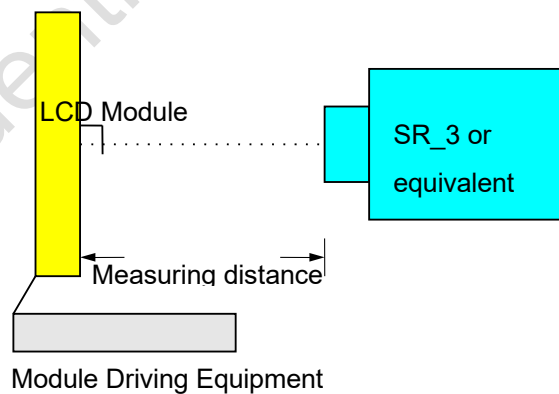 LCD Module
SR_3 or
equivalent
Measuring distance
Module Driving Equipment